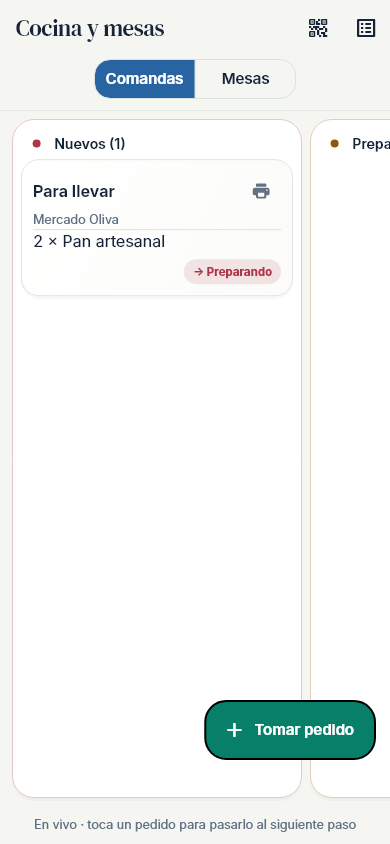 Cocina y mesas
Comandas
Mesas
Nuevos (1)
Para llevar
Mercado Oliva
2 × Pan artesanal
→ Preparando
Prepa
+ Tomar pedido
En vivo · toca un pedido para pasarlo al siguiente paso